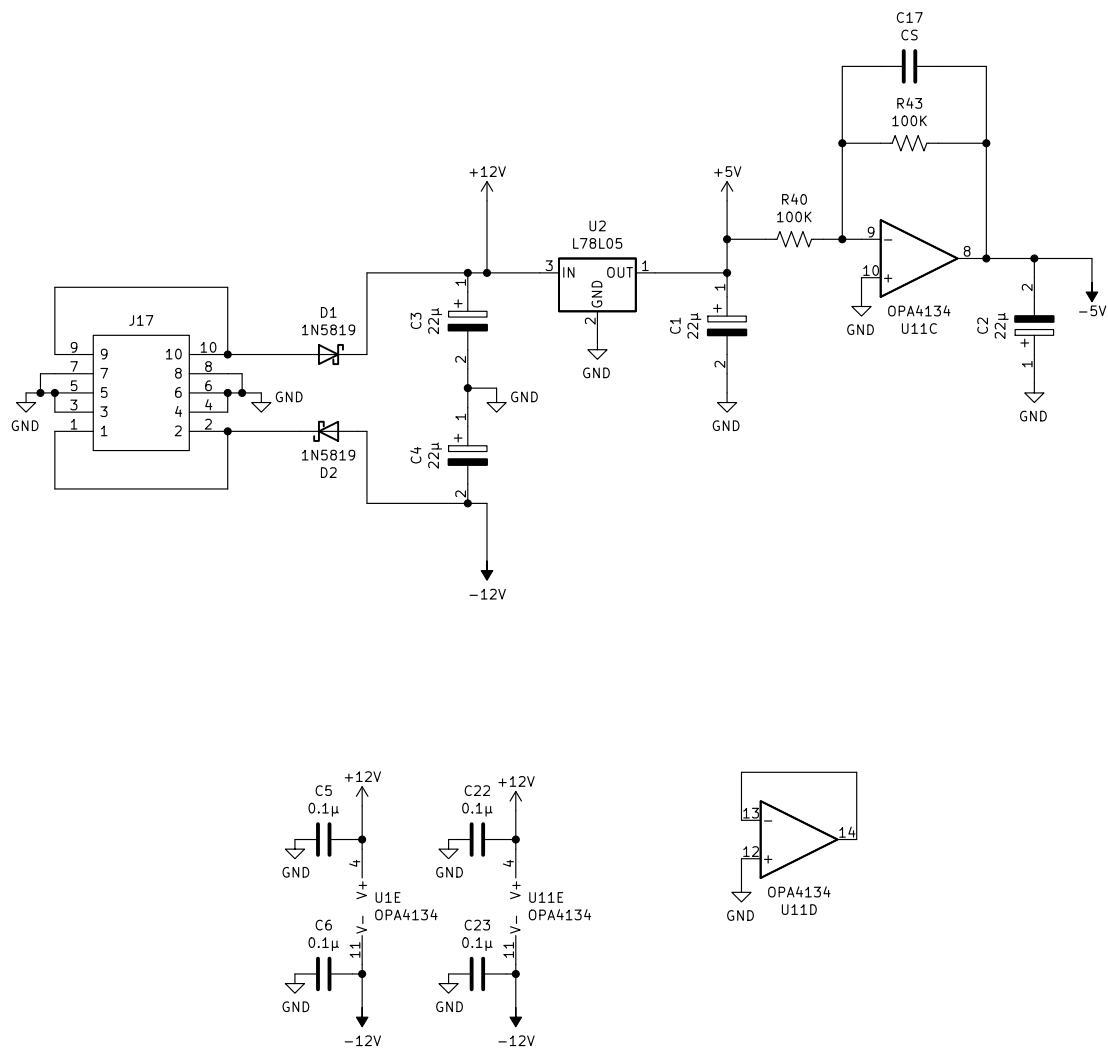 C17
CS
R43
100K
+12V
+5V
R40
100K
U2
L78L05
9
−
8
3
IN
OUT
1
10
+
GND
2
OPA4134
U11C
GND
−5V
1
+
C3
22µ
2
1
+
C1
22µ
2
2
C2
22µ
+
1
D1
1N5819
J17
9
9
10
10
7
7
8
8
5
5
6
6
3
3
4
4
1
1
2
2
GND
GND
GND
GND
GND
GND
1
+
C4
22µ
2
1N5819
D2
−12V
+12V
+12V
C5
0.1µ
C22
0.1µ
4
4
GND
GND
V+
V+
U1E
OPA4134
U11E
OPA4134
V−
V−
C6
0.1µ
C23
0.1µ
11
11
GND
GND
−12V
−12V
13
−
14
12
+
OPA4134
U11D
GND